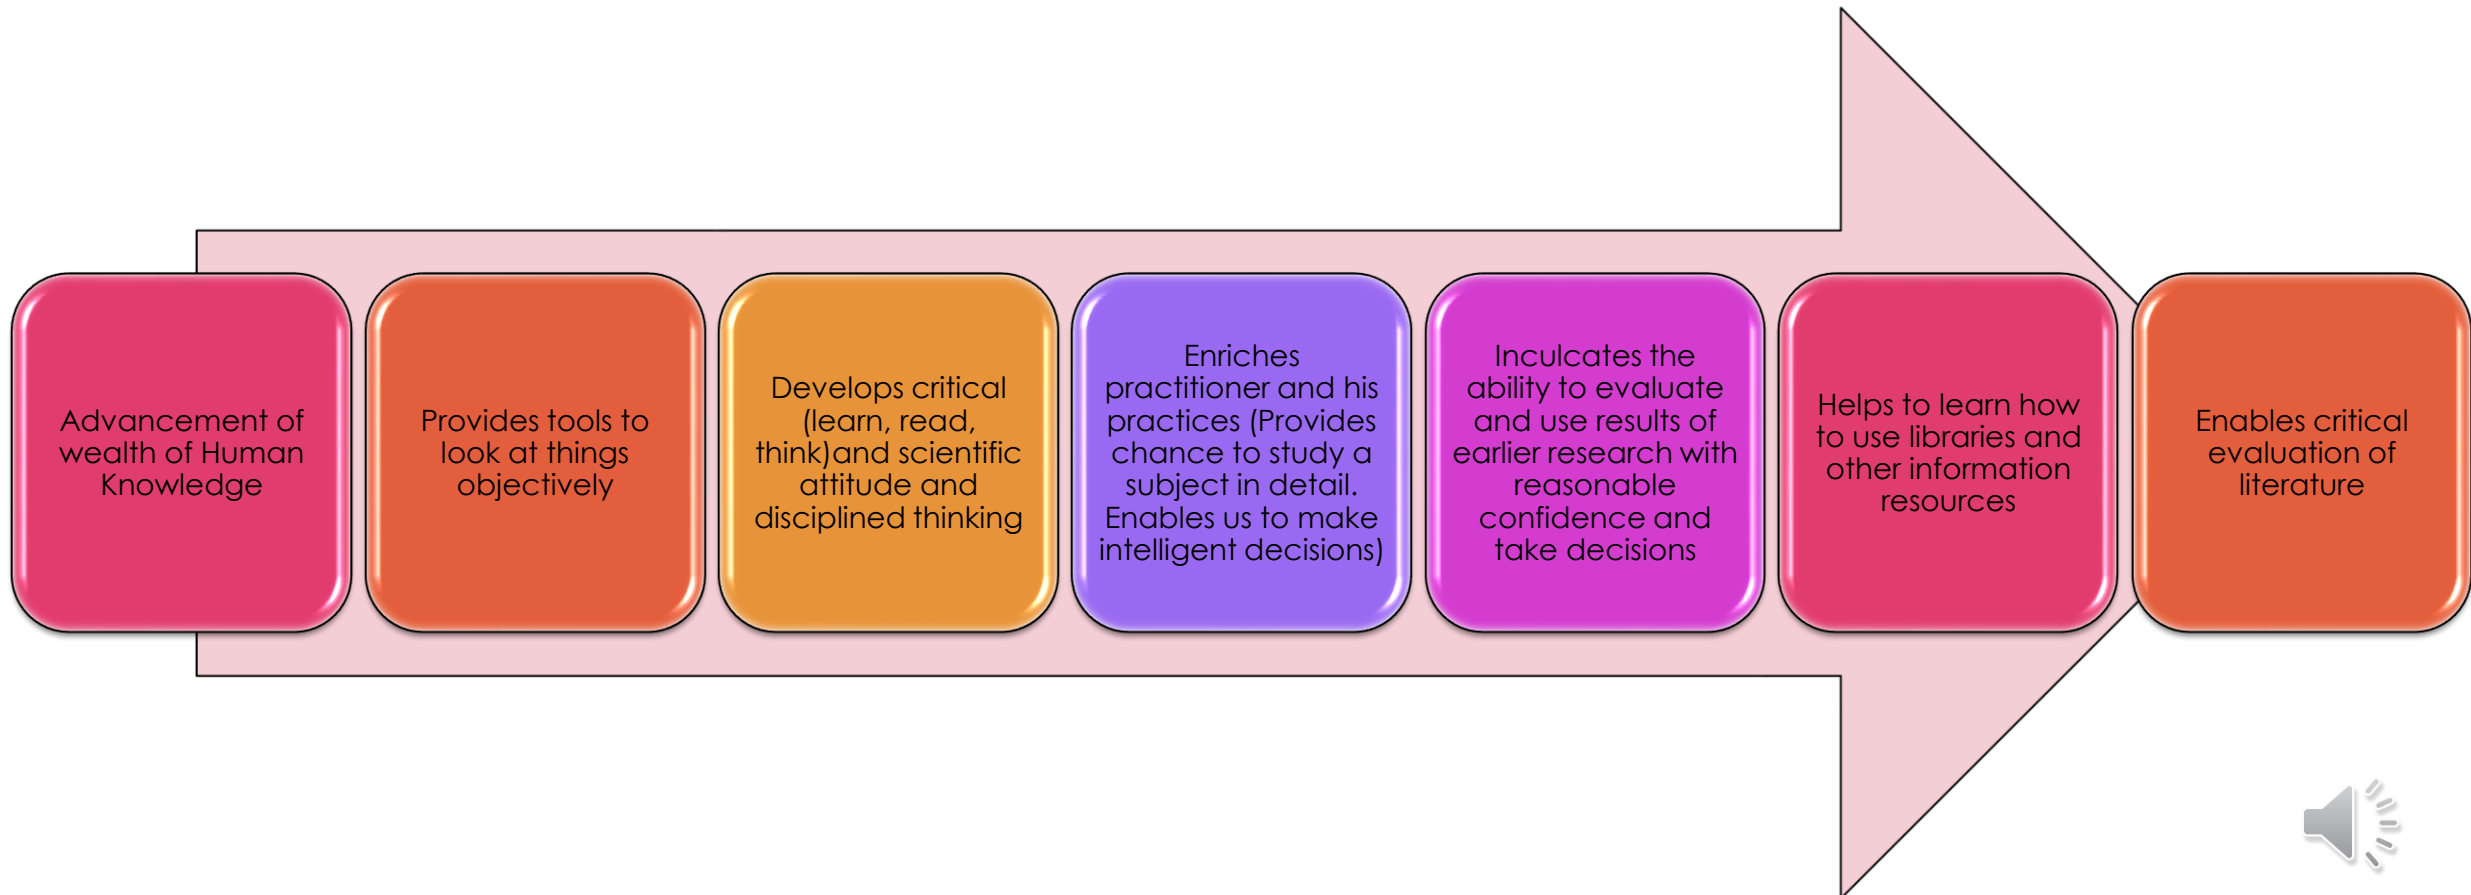 Advancement of
wealth of Human
Knowledge
Provides tools to
look at things
objectively
Develops critical
(learn, read,
think)and scientific
attitude and
disciplined thinking
Enriches
practitioner and his
practices (Provides
chance to study a
subject in detail.
Enables us to make
intelligent decisions)
Inculcates the
ability to evaluate
and use results of
earlier research with
reasonable
confidence and
take decisions
Helps to learn how
to use libraries and
other information
resources
Enables critical
evaluation of
literature